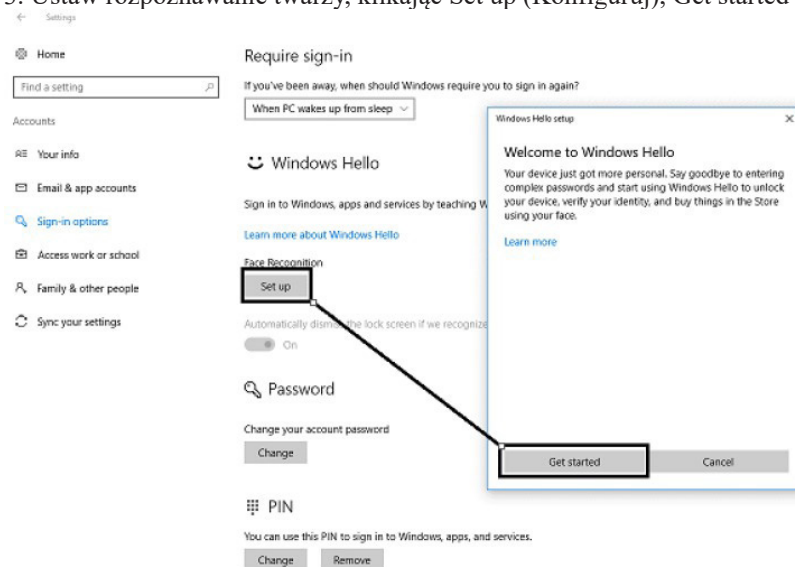 3. Ustaw rozpoznawanie twarzy, klikając Set up (Konfiguruj), Get started
Settings
Home
Find a setting
Accounts
Your info
Email & app accounts
Sign-in options
Access work or school
Family & other people
Sync your settings
Require sign-in
If you've been away, when should Windows require you to sign in again?
When PC wakes up from sleep
Windows Hello
Sign in to Windows, apps and services by teaching W
Learn more about Windows Hello
Face Recognition
Set up
Automatically dismiss the lock screen if we recognize
On
Password
Change your account password
Change
PIN
You can use this PIN to sign in to Windows, apps, and services.
Change Remove
Windows Hello setup
Welcome to Windows Hello
Your device just got more personal. Say goodbye to entering
complex passwords and start using Windows Hello to unlock
your device, verify your identity, and buy things in the Store
using your face.
Learn more
Get started Cancel